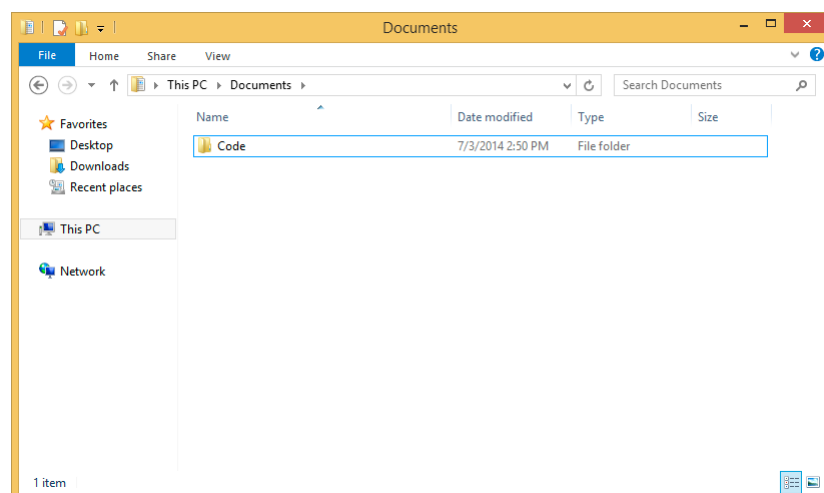 Documents
File Home Share View
This PC Documents Search Documents
Name Date modified Type Size
Favorites
Desktop
Downloads
Recent places
This PC
Network
Code 7/3/2014 2:50 PM File folder
1 item